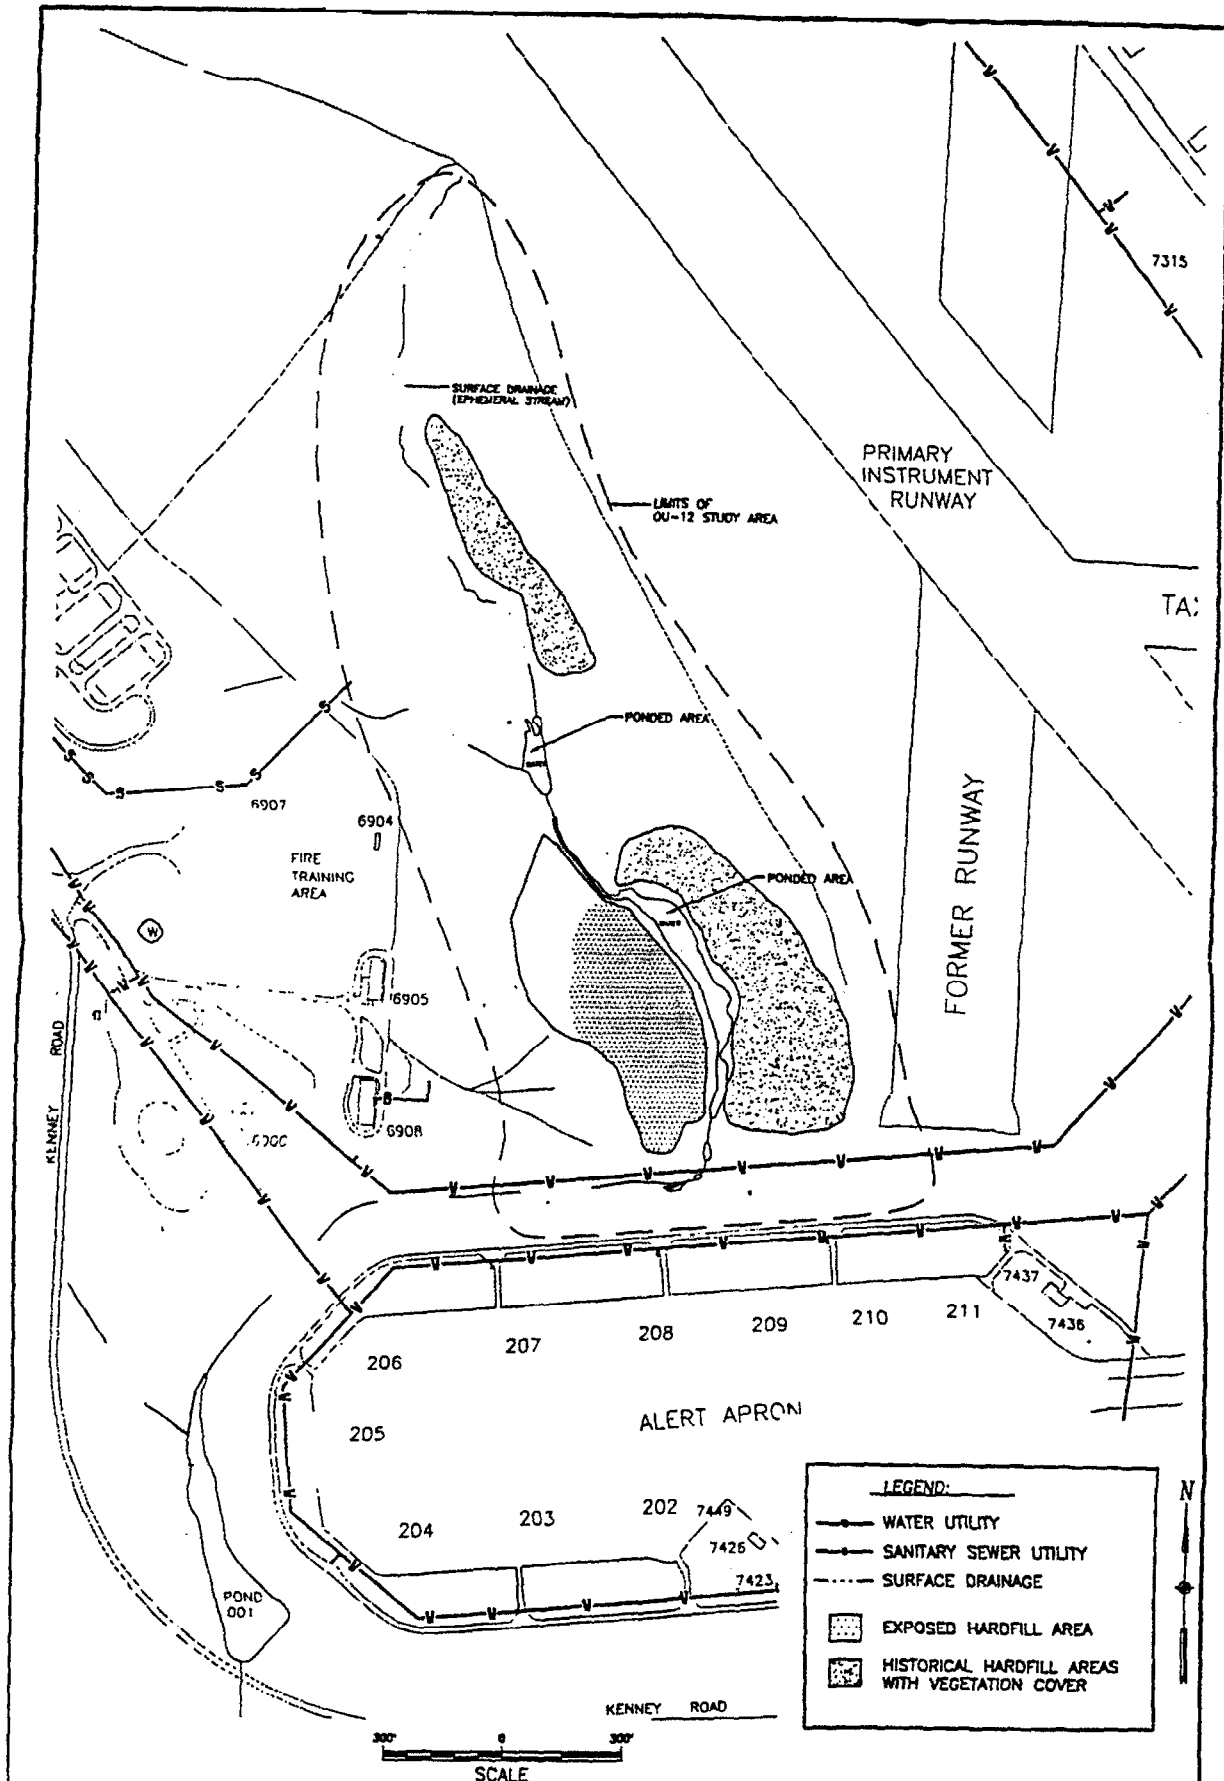 7315
SURFACE DRAINAGE
(EPHEMERAL STREAM)
PRIMARY
INSTRUMENT
RUNWAY
LIMITS OF
OU-12 STUDY AREA
PONDED AREA
6907
6904
FIRE
TRAINING
AREA
PONDED AREA
FORMER RUNWAY
W
6905
KENNEY ROAD
6908
7437
7436
206
207
208
209
210
211
205
ALERT APRON
204
203
202
7449
7423
POND
001
LEGEND:
WATER UTILITY
SANITARY SEWER UTILITY
SURFACE DRAINAGE
EXPOSED HARDFILL AREA
HISTORICAL HARDFILL AREAS
WITH VEGETATION COVER
N
KENNEY ROAD
300' 0 300'
SCALE